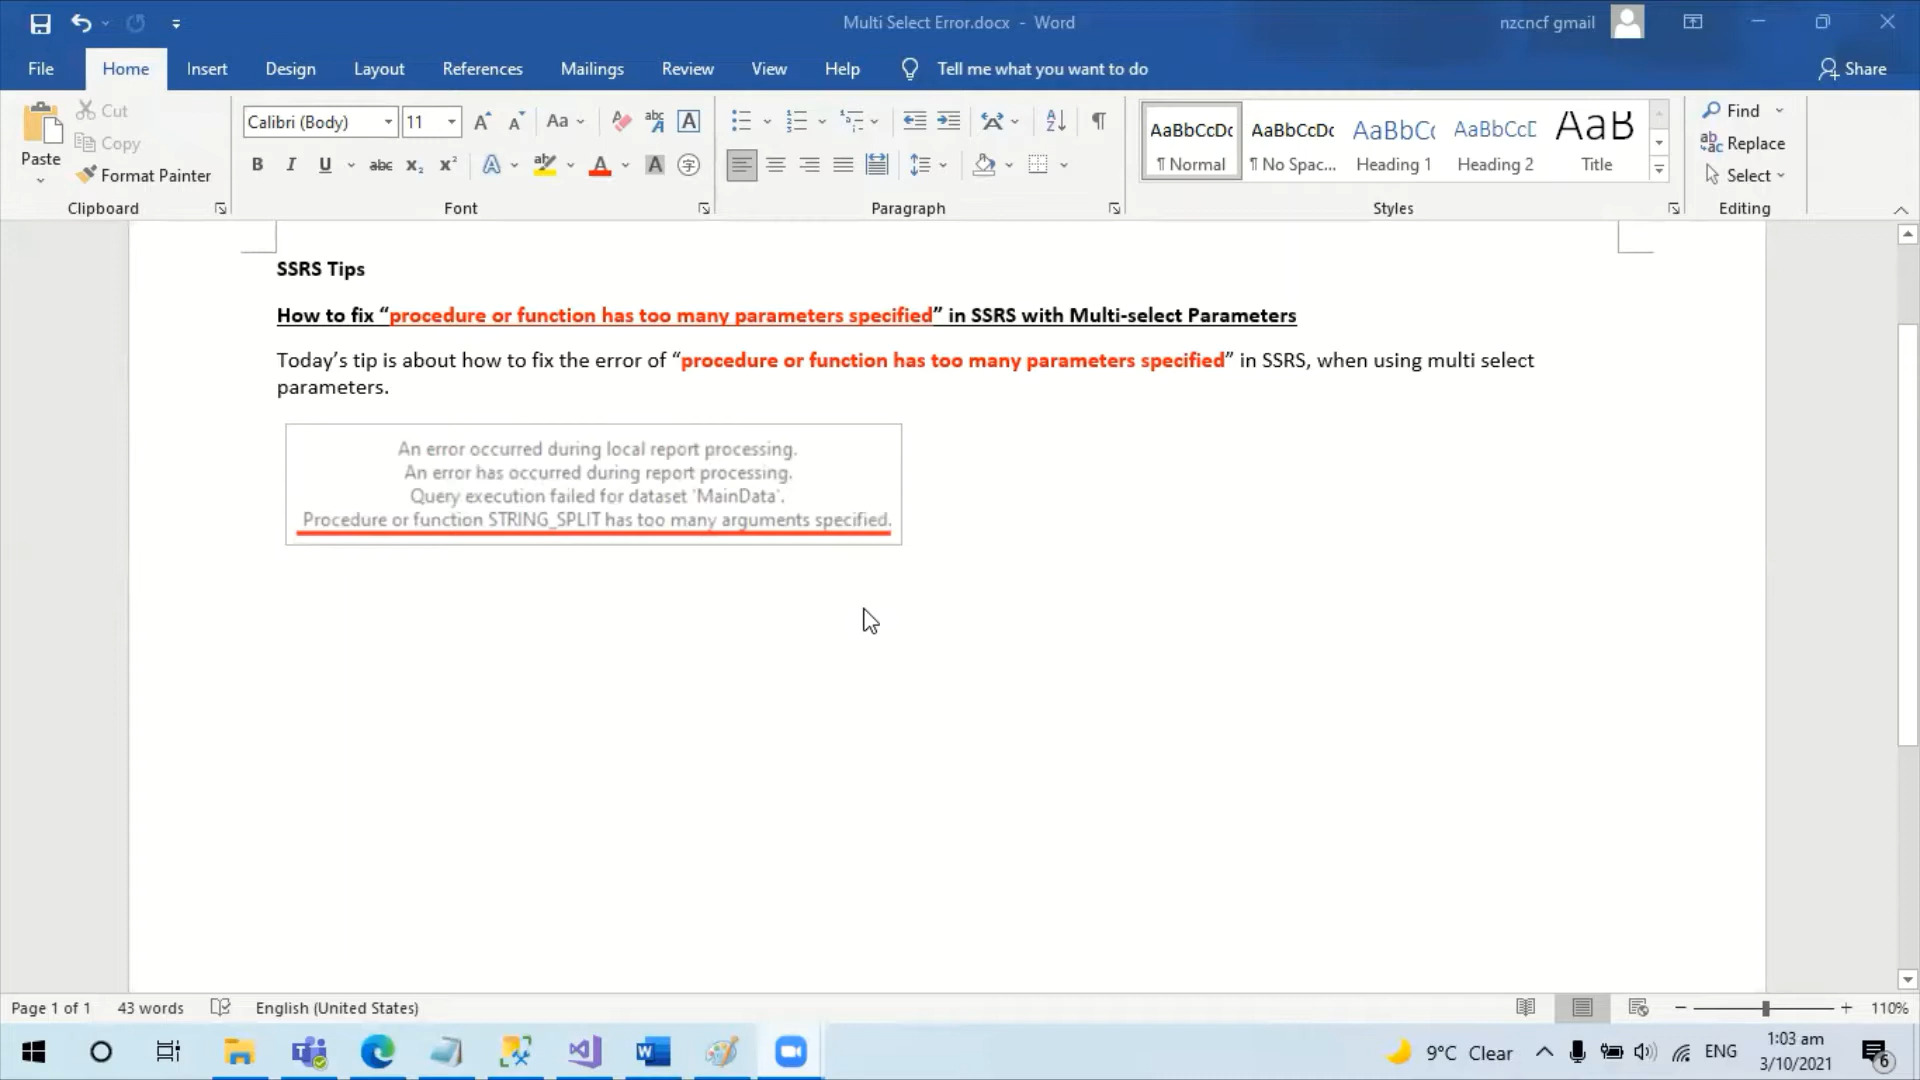 Multi Select Error.docx - Word
nzcncf gmail
File Home Insert Design Layout References Mailings Review View Help Tell me what you want to do Share
Paste
Cut
Copy
Format Painter
Clipboard
Calibri (Body) 11
Font
Paragraph
AaBbCcDc AaBbCcDc AaBbC AaBbCcD AaB
¶ Normal ¶ No Spac... Heading 1 Heading 2 Title
Styles
Find
Replace
Select
Editing
SSRS Tips
How to fix “procedure or function has too many parameters specified” in SSRS with Multi-select Parameters
Today’s tip is about how to fix the error of “procedure or function has too many parameters specified” in SSRS, when using multi select
parameters.
An error occurred during local report processing.
An error has occurred during report processing.
Query execution failed for dataset 'MainData'.
Procedure or function STRING_SPLIT has too many arguments specified.
Page 1 of 1 43 words English (United States) 110%
9°C Clear ENG
1:03 am
3/10/2021
6